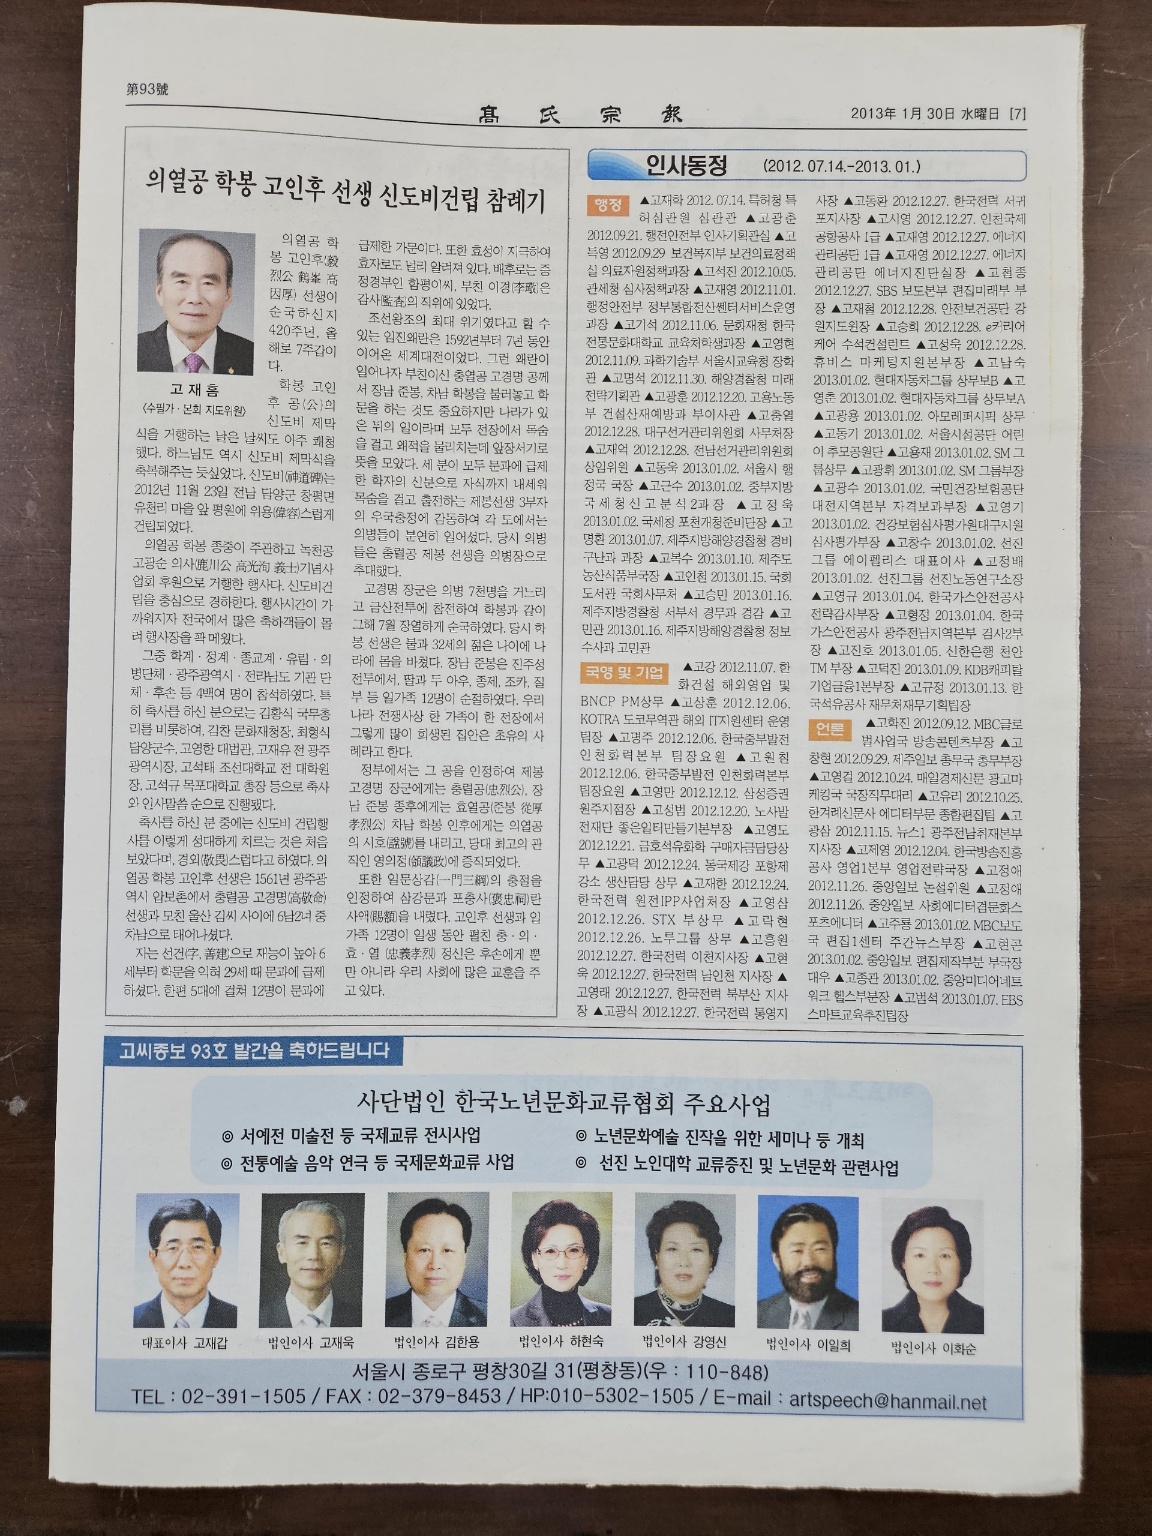 第93號
高氏宗報
2013年 1月 30日 水曜日 [7]
의열공 학봉 고인후 선생 신도비건립 참례기
고 재 흠
(수필가·본회 지도위원)
의열공 학
봉 고인후(毅
烈公 鶴峯 高
因厚) 선생이
순국하신지
420주년, 올
해로 7주갑이
다.
학봉 고인
후 공(公)의
신도비 제막
식을 거행하는 날은 날씨도 아주 쾌청
했다. 하느님도 역시 신도비 제막식을
축복해주는 듯싶었다. 신도비(神道碑)는
2012년 11월 23일 전남 담양군 창평면
유천리 마을 앞 평원에 위용(偉容)스럽게
건립되었다.
의열공 학봉 종중이 주관하고 녹천공
고광순 의사(鹿川公 高光洵 義士)기념사
업회 후원으로 거행한 행사다. 신도비건
립을 충심으로 경하한다. 행사시간이 가
까워지자 전국에서 많은 축하객들이 몰
려 행사장을 꽉 메웠다.
그중 학계·정계·종교계·유림·의
병단체·광주광역시·전라남도 기관 단
체·후손 등 4백여 명이 참석하였다. 특
히 축사를 하신 분으로는 김황식 국무총
리를 비롯하여, 김찬 문화재청장, 최형식
담양군수, 고영한 대법관, 고재유 전 광주
광역시장, 고석태 조선대학교 전 대학원
장, 고석규 목포대학교 총장 등으로 축사
와 인사말씀 순으로 진행됐다.
축사를 하신 분 중에는 신도비 건립행
사를 이렇게 성대하게 치르는 것은 처음
보았다며, 경외(敬畏)스럽다고 하였다. 의
열공 학봉 고인후 선생은 1561년 광주광
역시 압보촌에서 충렬공 고경명(高敬命)
선생과 모친 울산 김씨 사이에 6남2녀 중
차남으로 태어나셨다.
자는 선건(字, 善建)으로 재능이 높아 6
세부터 학문을 익혀 29세 때 문과에 급제
하셨다. 한편 5대에 걸쳐 12명이 문과에
급제한 가문이다. 또한 효성이 지극하여
효자로도 널리 알려져 있다. 배후로는 증
정경부인 함평이씨, 부친 이경(李璥)은
감사(監査)의 직위에 있었다.
조선왕조의 최대 위기였다고 할 수
있는 임진왜란은 1592년부터 7년 동안
이어온 세계대전이었다. 그런 왜란이
일어나자 부친이신 충열공 고경명 공께
서 장남 준봉, 차남 학봉을 불러놓고 학
문을 하는 것도 중요하지만 나라가 있
은 뒤의 일이라며 모두 전장에서 목숨
을 걸고 왜적을 물리치는데 앞장서기로
뜻을 모았다. 세 분이 모두 문과에 급제
한 학자의 신분으로 자식까지 내세워
목숨을 걸고 출전하는 제봉선생 3부자
의 우국충정에 감동하여 각 도에서는
의병들이 분연히 일어섰다. 당시 의병
들은 충렬공 제봉 선생을 의병장으로
추대했다.
고경명 장군은 의병 7천명을 거느리
고 금산전투에 참전하여 학봉과 같이
그해 7월 장열하게 순국하였다. 당시 학
봉 선생은 불과 32세의 젊은 나이에 나
라에 몸을 바쳤다. 장남 준봉은 진주성
전투에서, 딸과 두 아우, 종제, 조카, 질
부 등 일가족 12명이 순절하였다. 우리
나라 전쟁사상 한 가족이 한 전장에서
그렇게 많이 희생된 집안은 초유의 사
례라고 한다.
정부에서는 그 공을 인정하여 제봉
고경명 장군에게는 충렬공(忠烈公), 장
남 준봉 종후에게는 효열공(준봉 從厚
孝烈公) 차남 학봉 인후에게는 의열공
의 시호(諡號)를 내리고, 당대 최고의 관
직인 영의정(領議政)에 증직되었다.
또한 일문삼강(一門三綱)의 충절을
인정하여 삼강문과 포충사(褒忠祠)란
사액(賜額)을 내렸다. 고인후 선생과 일
가족 12명이 일생 동안 펼친 충·의·
효·열 (忠義孝烈) 정신은 후손에게 뿐
만 아니라 우리 사회에 많은 교훈을 주
고 있다.
인사동정 (2012. 07.14.-2013. 01.)
행정
▲고재학 2012. 07.14. 특허청 특
허심판원 심판관 ▲고광춘
2012.09.21. 행전안전부 인사기획관실 ▲고
득영 2012.09.29 보건복지부 보건의료정책
실 의료자원정책과장 ▲고석진 2012.10.05.
관세청 심사정책과장 ▲고재영 2012.11.01.
행정안전부 정부통합전산쎈터서비스운영
과장 ▲고기석 2012.11.06. 문화재청 한국
전통문화대학교 교육처학생과장 ▲고영현
2012.11.09. 과학기술부 서울시교육청 장학
관 ▲고명석 2012.11.30. 해양경찰청 미래
전략기획관 ▲고광훈 2012.12.20. 고용노동
부 건설산재예방과 부이사관 ▲고충열
2012.12.28. 대구선거관리위원회 사무처장
▲고재억 2012.12.28. 전남선거관리위원회
상임위원 ▲고동욱 2013.01.02. 서울시 행
정국 국장 ▲고근수 2013.01.02. 중부지방
국세청신고분석2과장 ▲고정욱
2013.01.02. 국세청 포천개청준비단장 ▲고
명환 2013.01.07. 제주지방해양경찰청 경비
구난과 과장 ▲고복수 2013.01.10. 제주도
농산식품부국장 ▲고인철 2013.01.15. 국회
도서관 국회사무처 ▲고승민 2013.01.16.
제주지방경찰청 서부서 경무과 경감 ▲고
민관 2013.01.16. 제주지방해양경찰청 정보
수사과 고민관
국영 및 기업
▲고강 2012.11.07. 한
화건설 해외영업 및
BNCP PM상무 ▲고상훈 2012.12.06.
KOTRA 도코무역관 해외 IT지원센터 운영
팀장 ▲고명주 2012.12.06. 한국중부발전
인천화력본부 팀장요원 ▲고원침
2012.12.06. 한국중부발전 인천화력본부
팀장요원 ▲고영만 2012.12.12. 삼성증권
원주지점장 ▲고성법 2012.12.20. 노사발
전재단 좋은일터만들기본부장 ▲고영도
2012.12.21. 금호석유화학 구매자금담당상
무 ▲고광덕 2012.12.24. 동국제강 포항제
강소 생산담당 상무 ▲고재한 2012.12.24.
한국전력 원전IPP사업처장 ▲고영삼
2012.12.26. STX 부상무 ▲고락현
2012.12.26. 노루그룹 상무 ▲고흥원
2012.12.27. 한국전력 이천지사장 ▲고현
욱 2012.12.27. 한국전력 남인천 지사장 ▲
고영래 2012.12.27. 한국전력 북부산 지사
장 ▲고광식 2012.12.27. 한국전력 통영지
사장 ▲고동환 2012.12.27. 한국전력 서귀
포지사장 ▲고시영 2012.12.27. 인천국제
공항공사 1급 ▲고재영 2012.12.27. 에너지
관리공단 1급 ▲고재영 2012.12.27. 에너지
관리공단 에너지진단실장 ▲고철종
2012.12.27. SBS 보도본부 편집미래부 부
장 ▲고재철 2012.12.28. 안전보건공단 강
원지도원장 ▲고승희 2012.12.28. e커리어
케어 수석컨설턴트 ▲고성욱 2012.12.28.
휴비스 마케팅지원본부장 ▲고남숙
2013.01.02. 현대자동차그룹 상무보B ▲고
영춘 2013.01.02. 현대자동차그룹 상무보A
▲고광용 2013.01.02. 아모레퍼시픽 상무
▲고동기 2013.01.02. 서울시설공단 어린
이 추모공원단 ▲고용재 2013.01.02. SM 그
룹상무 ▲고광휘 2013.01.02. SM 그룹부장
▲고광수 2013.01.02. 국민건강보험공단
대전지역본부 자격부과부장 ▲고영기
2013.01.02. 건강보험심사평가원대구지원
심사평가부장 ▲고창수 2013.01.02. 선진
그룹 에이펠리스 대표이사 ▲고정배
2013.01.02. 선진그룹 선진노동연구소장
▲고영규 2013.01.04. 한국가스안전공사
전략감사부장 ▲고형정 2013.01.04. 한국
가스안전공사 광주전남지역본부 검사2부
장 ▲고진호 2013.01.05. 신한은행 천안
TM 부장 ▲고덕진 2013.01.09. KDB캐피탈
기업금융1본부장 ▲고규정 2013.01.13. 한
국석유공사 재무처재무기획팀장
언론
▲고화진 2012.09.12. MBC글로
벌사업국 방송콘텐츠부장 ▲고
창현 2012.09.29. 제주일보 총무국 총무부장
▲고영길 2012.10.24. 매일경제신문 광고마
케팅국 국장직무대리 ▲고유리 2012.10.25.
한겨레신문사 에디터부문 종합편집팀 ▲고
광삼 2012.11.15. 뉴스1 광주전남취재본부
지사장 ▲고제영 2012.12.04. 한국방송진흥
공사 영업1본부 영업전략국장 ▲고정애
2012.11.26. 중앙일보 논설위원 ▲고정애
2012.11.26. 중앙일보 사회에디터겸문화스
포츠에디터 ▲고주룡 2013.01.02. MBC보도
국 편집1센터 주간뉴스부장 ▲고현곤
2013.01.02. 중앙일보 편집제작부분 부국장
대우 ▲고종관 2013.01.02. 중앙미디어네트
워크 헬스부분장 ▲고범석 2013.01.07. EBS
스마트교육추진팀장
고씨종보 93호 발간을 축하드립니다
사단법인 한국노년문화교류협회 주요사업
◎ 서예전 미술전 등 국제교류 전시사업
◎ 노년문화예술 진작을 위한 세미나 등 개최
◎ 전통예술 음악 연극 등 국제문화교류 사업
◎ 선진 노인대학 교류증진 및 노년문화 관련사업
대표이사 고재갑
법인이사 고재욱
법인이사 김한용
법인이사 하현숙
법인이사 강영신
법인이사 이일희
법인이사 이화순
서울시 종로구 평창30길 31(평창동)(우 : 110-848)
TEL : 02-391-1505 / FAX : 02-379-8453 / HP:010-5302-1505 / E-mail : artspeech@hanmail.net